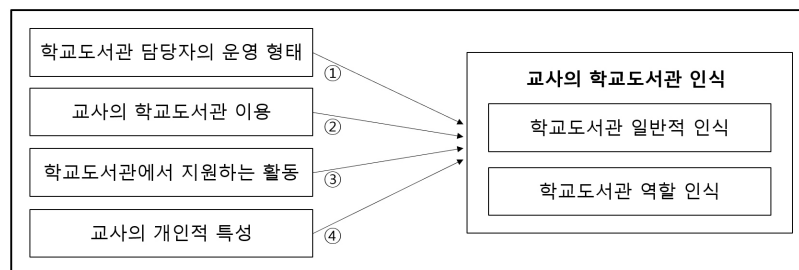 학교도서관 담당자의 운영 형태
①
교사의 학교도서관 이용
②
학교도서관에서 지원하는 활동
③
교사의 개인적 특성
④
교사의 학교도서관 인식
학교도서관 일반적 인식
학교도서관 역할 인식